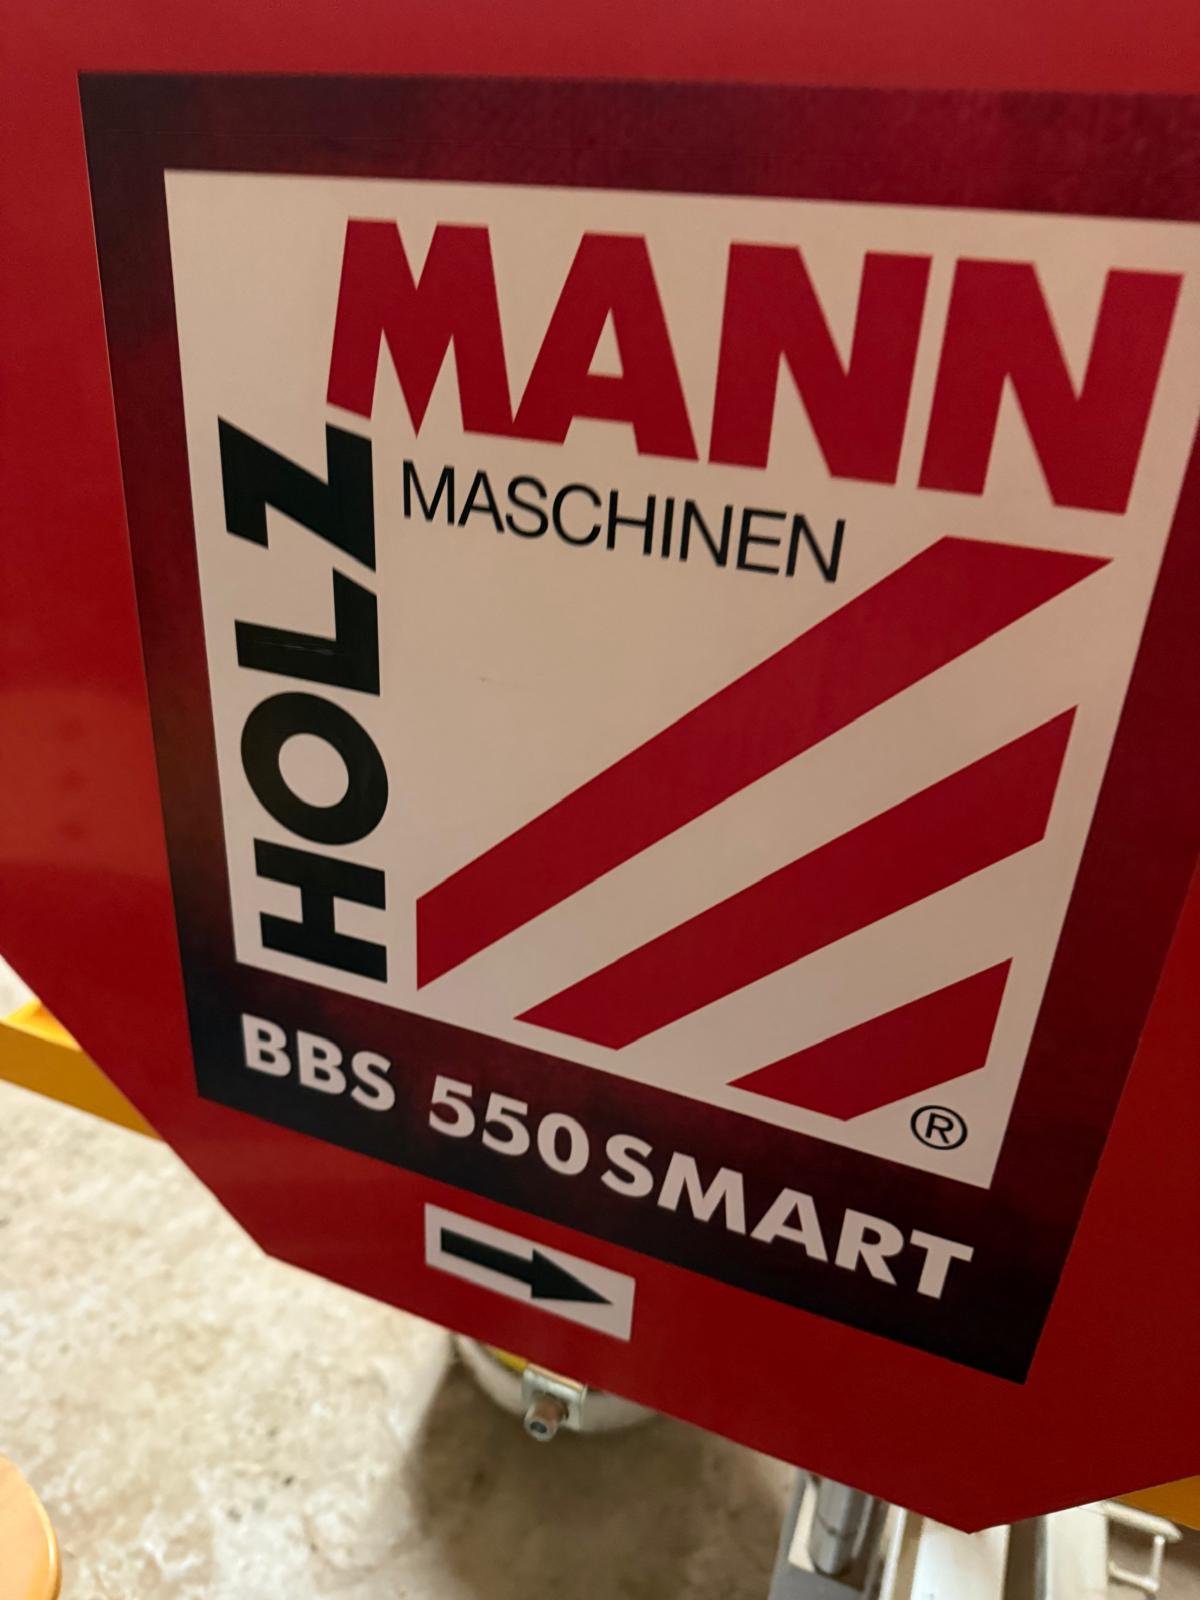 HOLZ
MANN
MASCHINEN
®
BBS 550 SMART